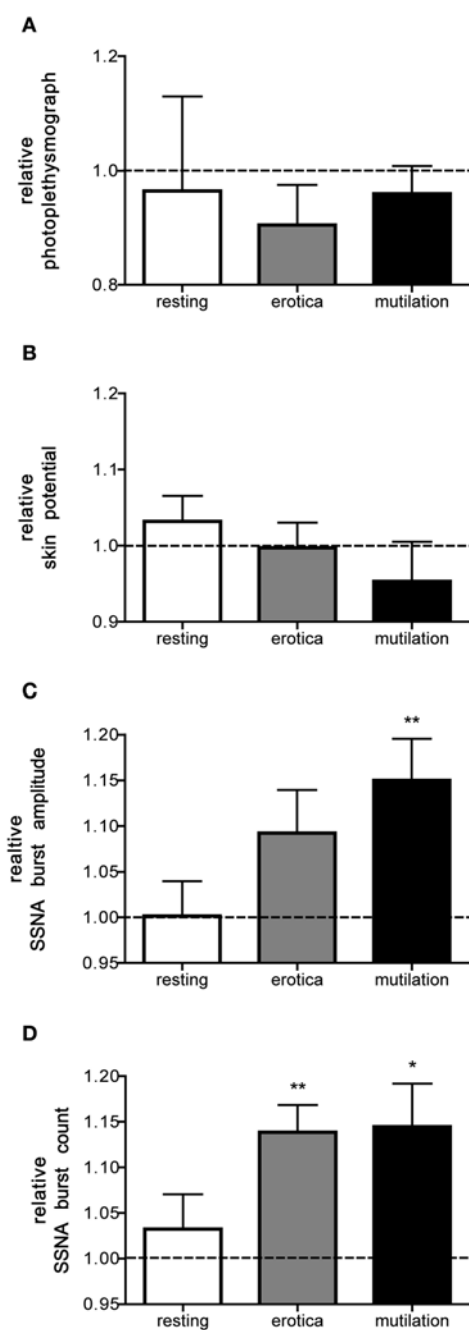 A
relative
photoplethysmograph
1.2
1.0
0.8
resting erotica mutilation
B
relative
skin potential
1.2
1.1
1.0
0.9
resting erotica mutilation
C
realtive
SSNA burst amplitude
**
1.20
1.15
1.10
1.05
1.00
0.95
resting erotica mutilation
D
relative
SSNA burst count
** *
1.20
1.15
1.10
1.05
1.00
0.95
resting erotica mutilation